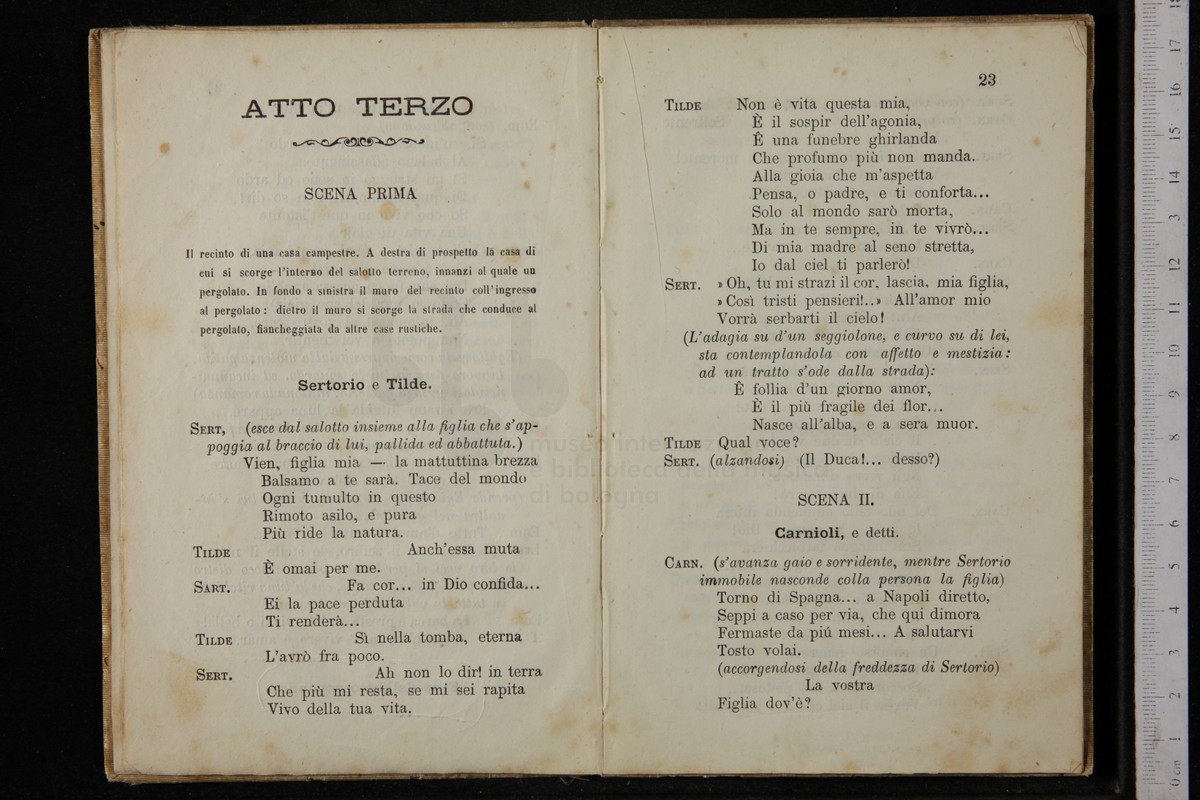 ATTO TERZO
SCENA PRIMA
Il recinto di una casa campestre. A destra di prospetto la casa di
cui si scorge l'interno del salotto terreno, innanzi al quale un
pergolato. In fondo a sinistra il muro del recinto coll'ingresso
al pergolato: dietro il muro si scorge la strada che conduce al
pergolato, fiancheggiata da altre case rustiche.
Sertorio e Tilde.
SERT, (esce dal salotto insieme alla figlia che s'ap-
poggia al braccio di lui, pallida ed abbattuta.)
Vien, figlia mia — la mattuttina brezza
Balsamo a te sarà. Tace del mondo
Ogni tumulto in questo
Rimoto asilo, e pura
Più ride la natura.
TILDE Anch'essa muta
È omai per me.
SART. Fa cor... in Dio confida...
Ei la pace perduta
Ti renderà...
TILDE Sì nella tomba, eterna
L'avrò fra poco.
SERT. Ah non lo dir! in terra
Che più mi resta, se mi sei rapita
Vivo della tua vita.
23
TILDE Non è vita questa mia,
È il sospir dell'agonia,
È una funebre ghirlanda
Che profumo più non manda.
Alla gioia che m'aspetta
Pensa, o padre, e ti conforta...
Solo al mondo sarò morta,
Ma in te sempre, in te vivrò...
Di mia madre al seno stretta,
Io dal ciel ti parlerò!
SERT. » Oh, tu mi strazi il cor. lascia, mia figlia,
» Così tristi pensieri!..» All'amor mio
Vorrà serbarti il cielo!
(L'adagia su d'un seggiolone, e curvo su di lei,
sta contemplandola con affetto e mestizia:
ad un tratto s'ode dalla strada):
È follia d'un giorno amor,
È il più fragile dei fior...
Nasce all'alba, e a sera muor.
TILDE Qual voce?
SERT. (alzandosi) (Il Duca!... desso?)
SCENA II.
Carnioli, e detti.
CARN. (s'avanza gaio e sorridente, mentre Sertorio
immobile nasconde colla persona la figlia)
Torno di Spagna... a Napoli diretto,
Seppi a caso per via, che qui dimora
Fermaste da più mesi... A salutarvi
Tosto volai.
(accorgendosi della freddezza di Sertorio)
La vostra
Figlia dov'è?